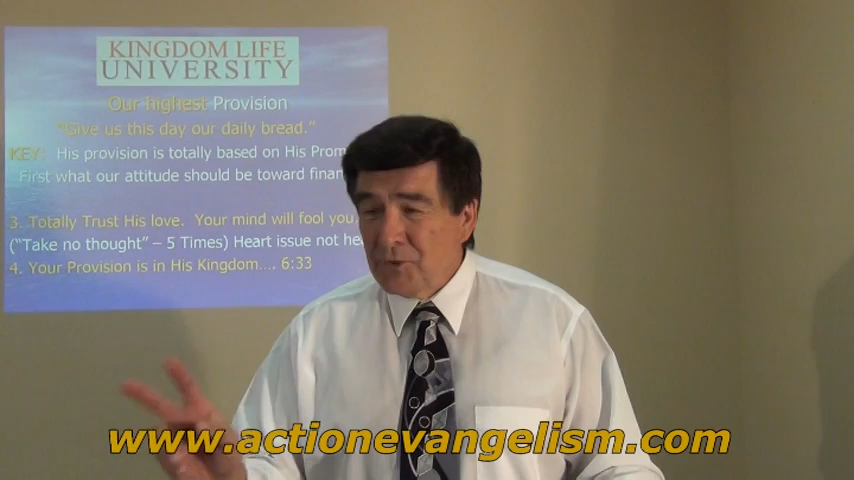 KINGDOM LIFE
UNIVERSITY
Our highest Provision
"Give us this day our daily bread."
KEY: His provision is totally based on His
First what our attitude should be toward
3. Totally Trust His love. Your mind will fool you.
("Take no thought" – 5 Times) Heart issue not
4. Your Provision is in His Kingdom.... 6:33
www.actionevangelism.com